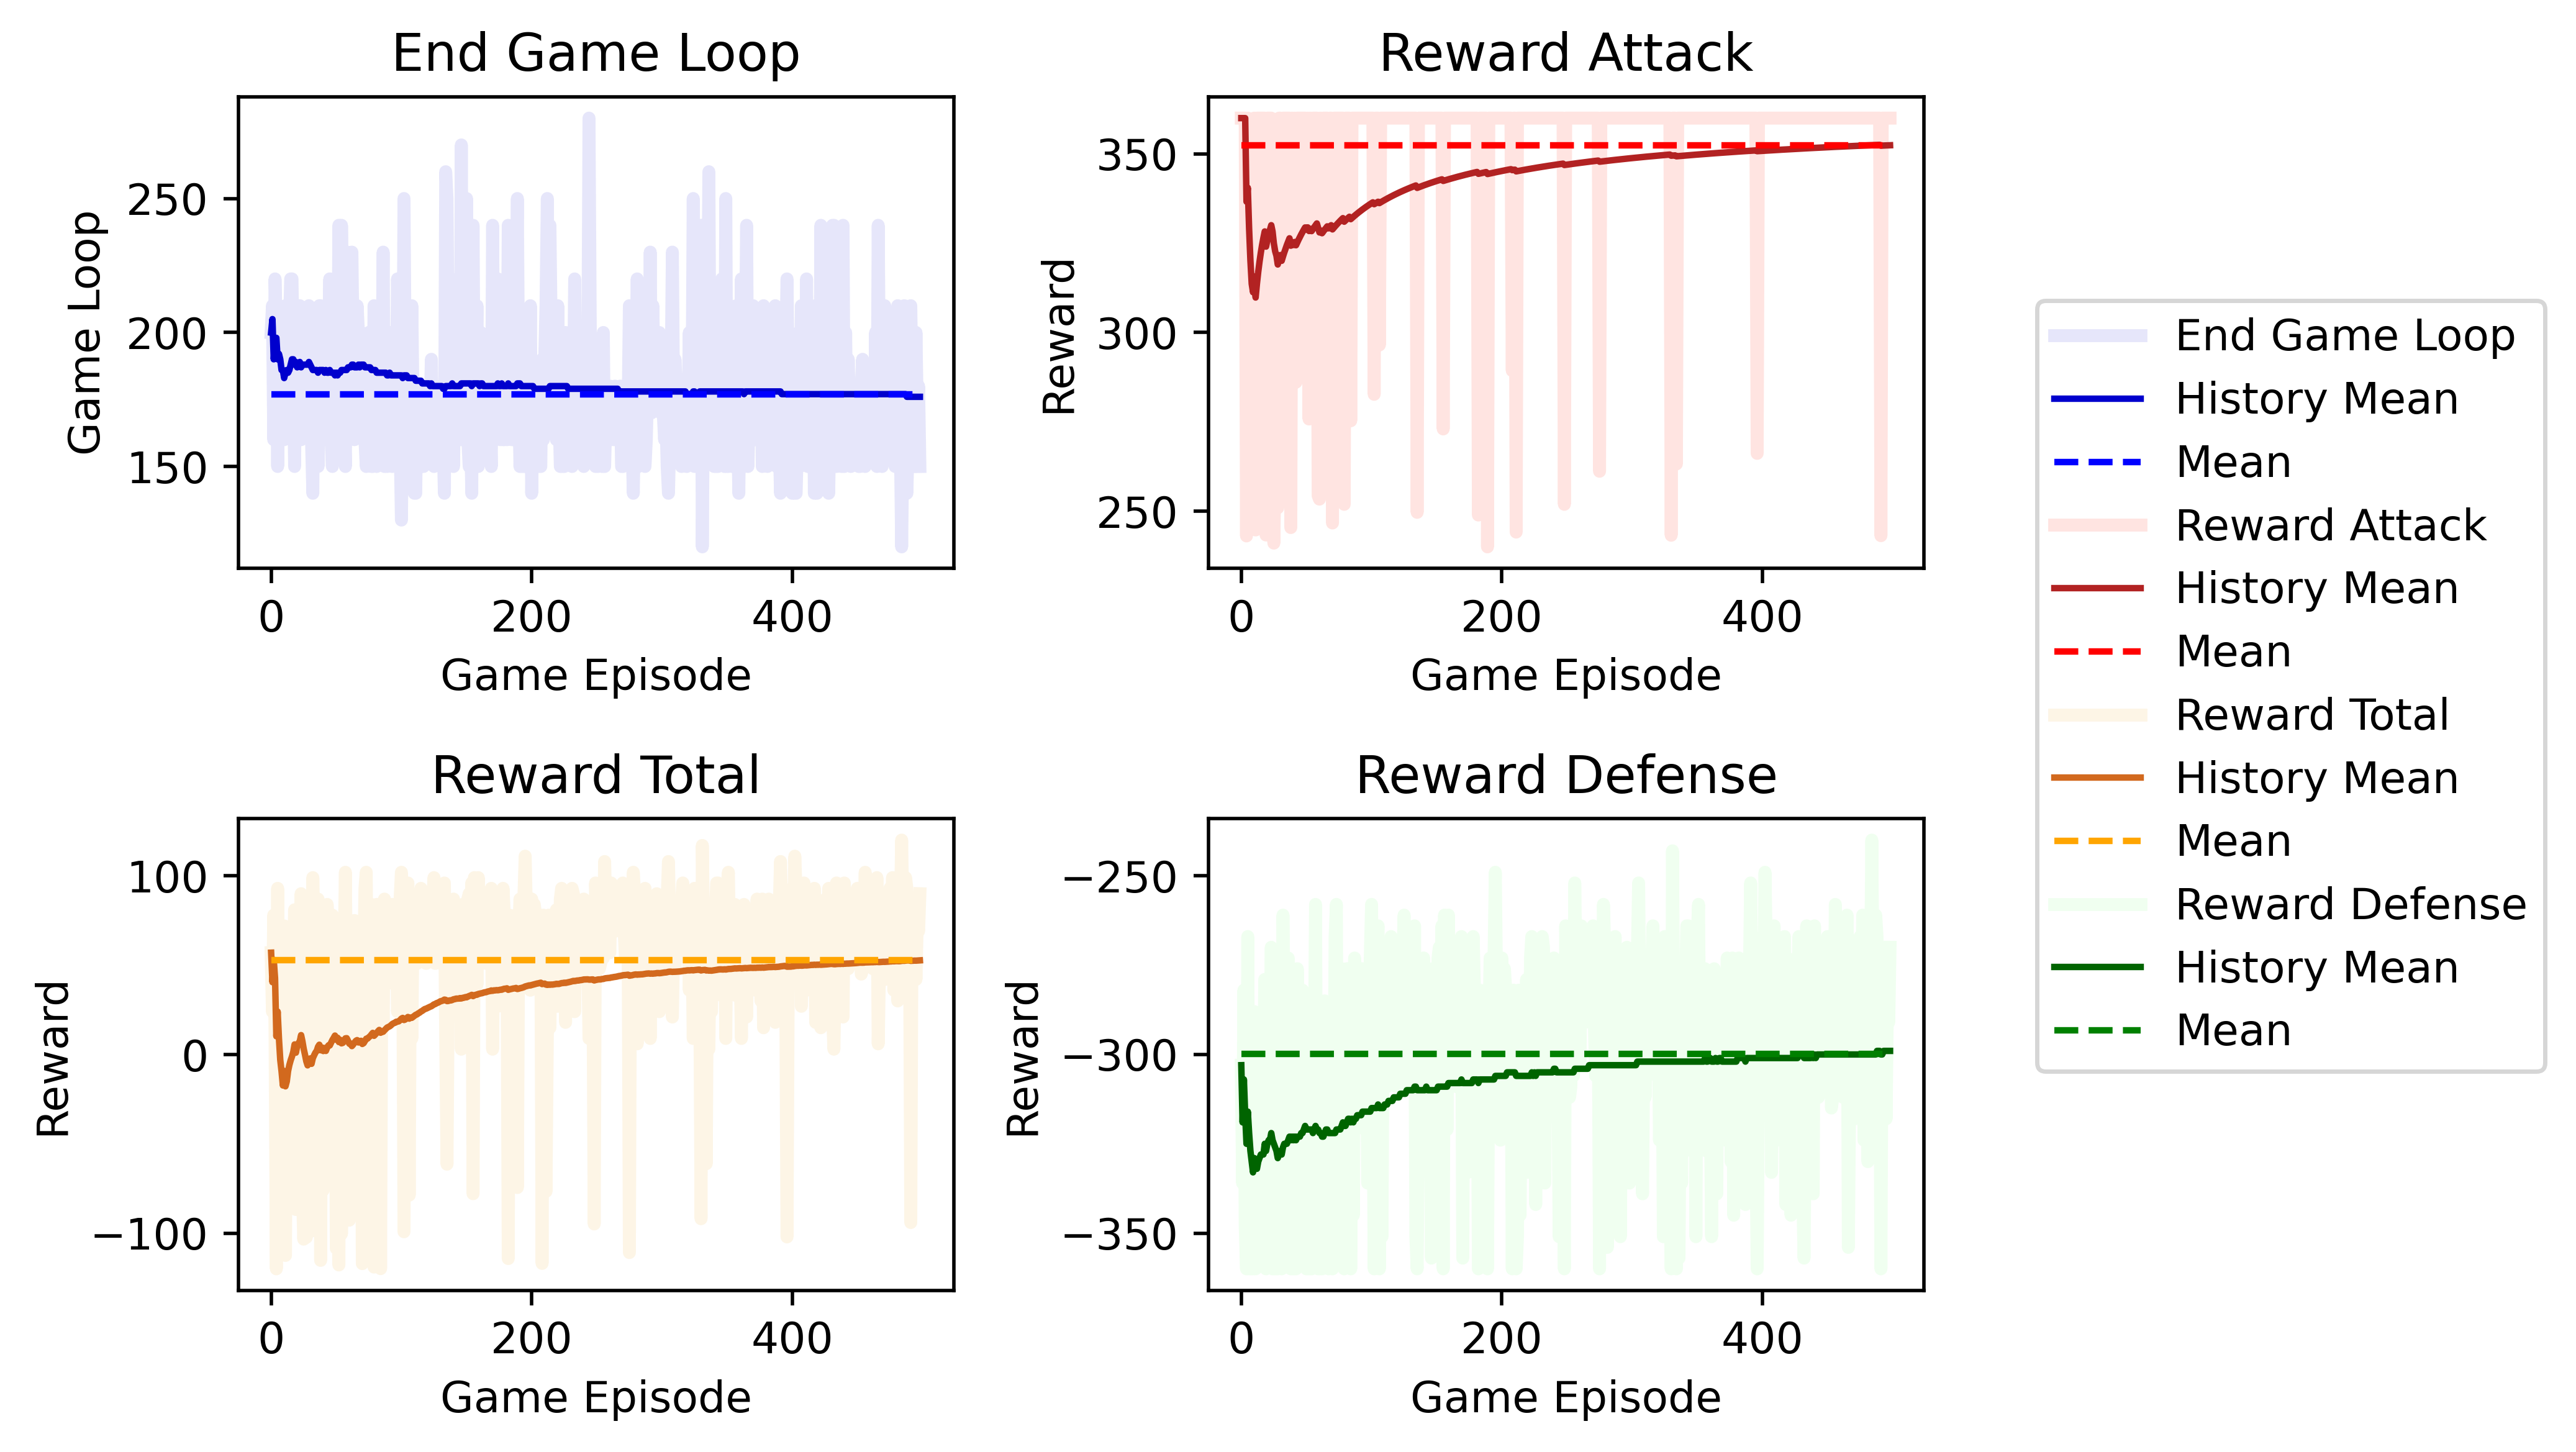 End Game Loop
Game Loop
250
200
150
0
200
400
Game Episode
Reward Attack
Reward
350
300
250
0
200
400
Game Episode
Reward Total
Reward
100
0
−100
0
200
400
Game Episode
Reward Defense
Reward
−250
−300
−350
0
200
400
Game Episode
End Game Loop
History Mean
Mean
Reward Attack
History Mean
Mean
Reward Total
History Mean
Mean
Reward Defense
History Mean
Mean